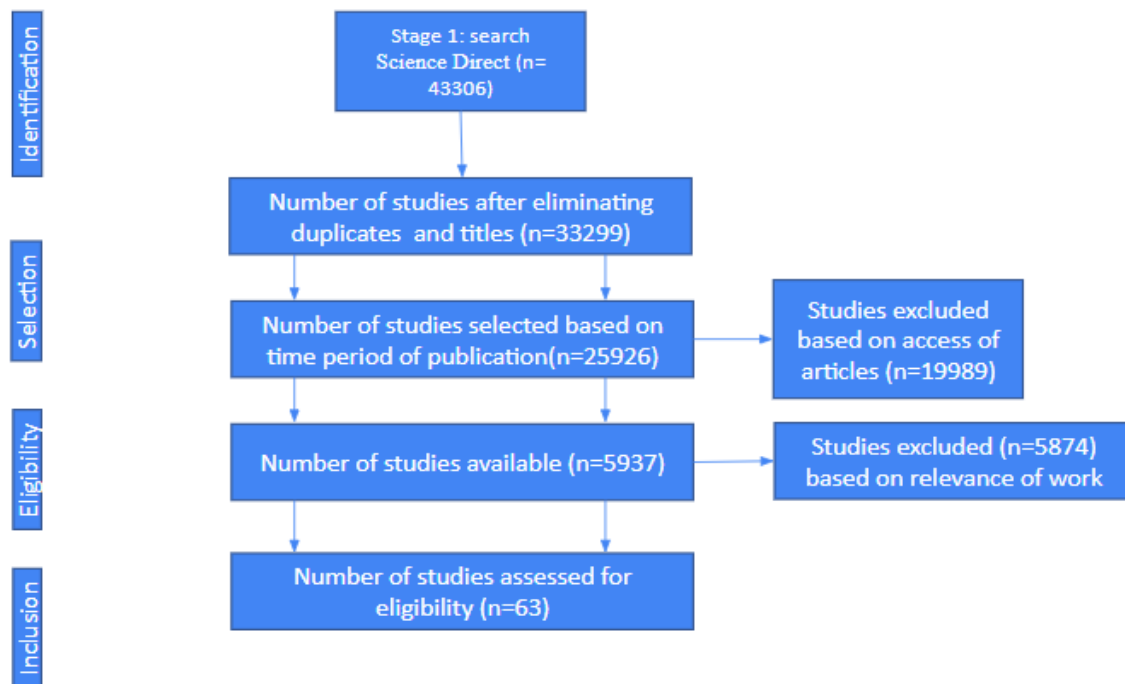 Identification
Stage 1: search
Science Direct (n=
43306)
Number of studies after eliminating
duplicates and titles (n=33299)
Selection
Number of studies selected based on
time period of publication(n=25926)
Studies excluded
based on access of
articles (n=19989)
Eligibility
Number of studies available (n=5937)
Studies excluded (n=5874)
based on relevance of work
Inclusion
Number of studies assessed for
eligibility (n=63)